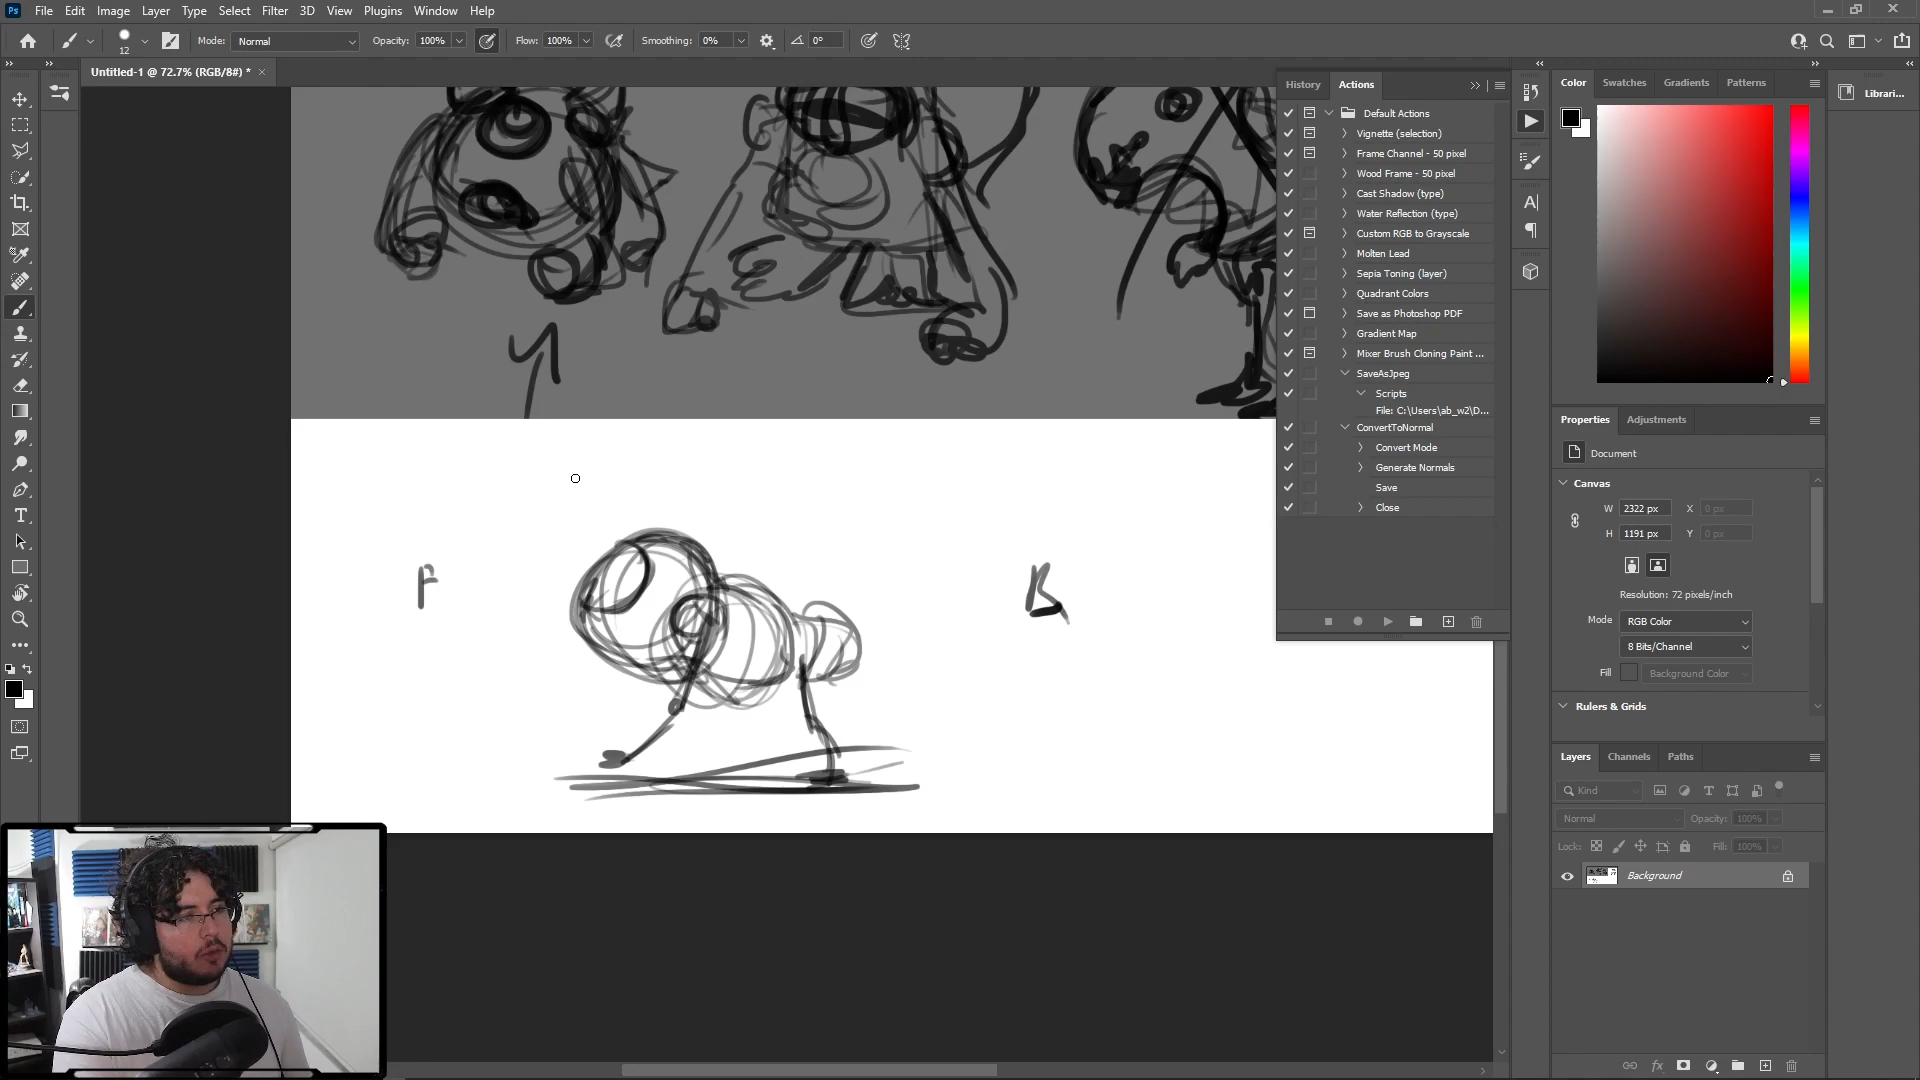 Ps File Edit Image Layer Type Select Filter 3D View Plugins Window Help
12 Mode: Normal Opacity: 100% Flow: 100% Smoothing: 0% 0°
Untitled-1 @ 72.7% (RGB/8#) *
History Actions
Default Actions
Vignette (selection)
Frame Channel - 50 pixel
Wood Frame - 50 pixel
Cast Shadow (type)
Water Reflection (type)
Custom RGB to Grayscale
Molten Lead
Sepia Toning (layer)
Quadrant Colors
Save as Photoshop PDF
Gradient Map
Mixer Brush Cloning Paint ...
SaveAsJpeg
Scripts
File: C:\Users\ab_w2\D...
ConvertToNormal
Convert Mode
Generate Normals
Save
Close
Color Swatches Gradients Patterns
Librari...
Properties Adjustments
Document
Canvas
W 2322 px X 0 px
H 1191 px Y 0 px
Resolution: 72 pixels/inch
Mode RGB Color
8 Bits/Channel
Fill Background Color
Rulers & Grids
Layers Channels Paths
Kind
Normal Opacity: 100%
Lock: Fill: 100%
Background
F
B